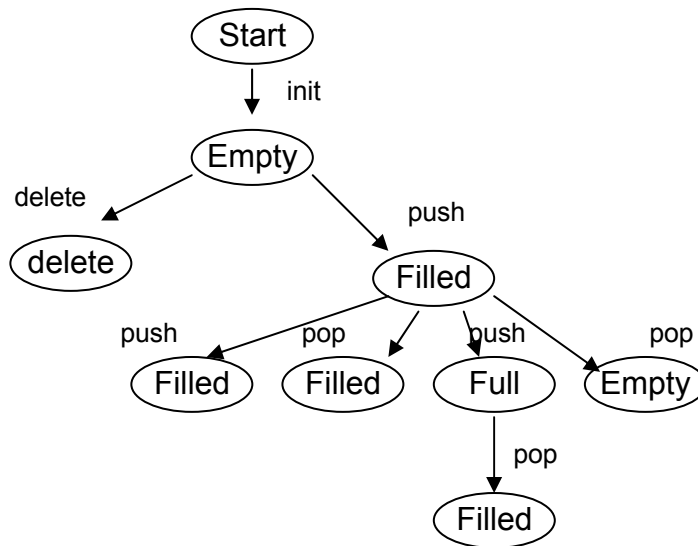 Start
init
Empty
delete
push
delete
Filled
push
pop
push
pop
Filled
Filled
Full
Empty
pop
Filled